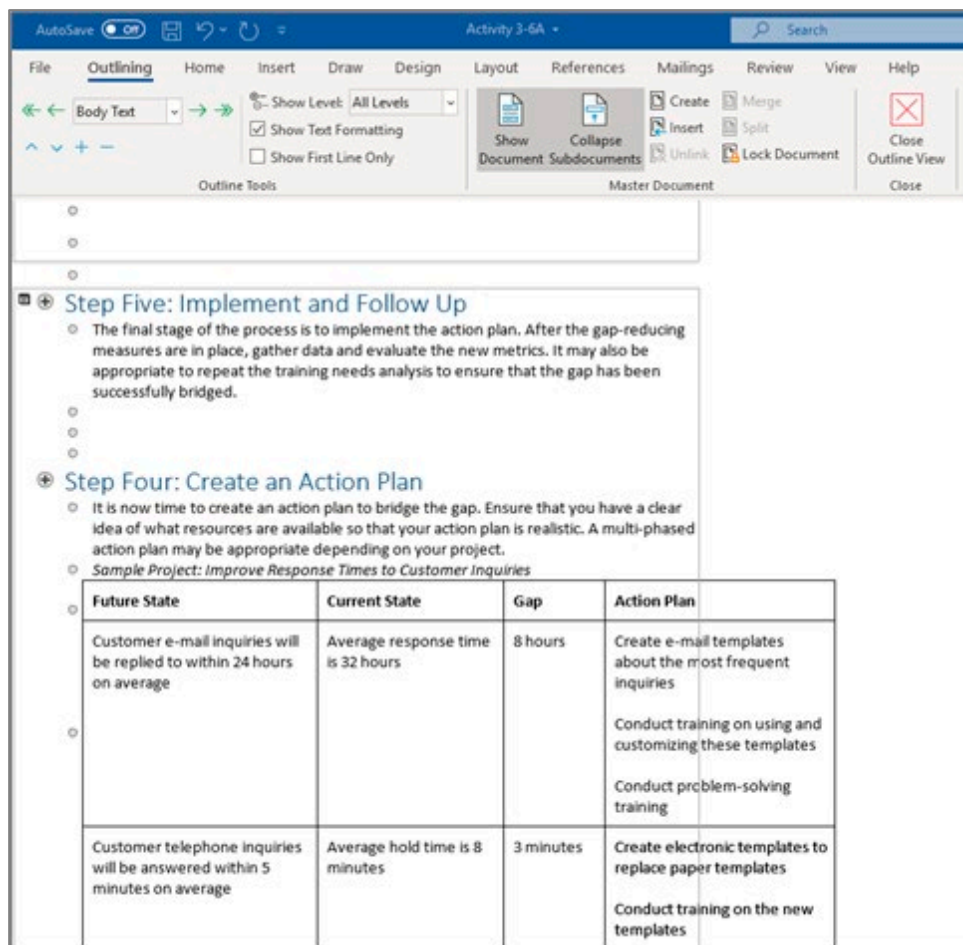 AutoSave Off Activity 3-6A Search
File Outlining Home Insert Draw Design Layout References Mailings Review View Help
Body Text
Show Level: All Levels
Show Text Formatting
Show First Line Only
Outline Tools
Show Document
Collapse Subdocuments
Create
Insert
Unlink
Merge
Split
Lock Document
Master Document
Close Outline View
Close
Step Five: Implement and Follow Up
The final stage of the process is to implement the action plan. After the gap-reducing
measures are in place, gather data and evaluate the new metrics. It may also be
appropriate to repeat the training needs analysis to ensure that the gap has been
successfully bridged.
Step Four: Create an Action Plan
It is now time to create an action plan to bridge the gap. Ensure that you have a clear
idea of what resources are available so that your action plan is realistic. A multi-phased
action plan may be appropriate depending on your project.
Sample Project: Improve Response Times to Customer Inquiries
Future State Current State Gap Action Plan
Customer e-mail inquiries will
be replied to within 24 hours
on average
Average response time
is 32 hours
8 hours
Create e-mail templates
about the most frequent
inquiries
Conduct training on using and
customizing these templates
Conduct problem-solving
training
Customer telephone inquiries
will be answered within 5
minutes on average
Average hold time is 8
minutes
3 minutes
Create electronic templates to
replace paper templates
Conduct training on the new
templates